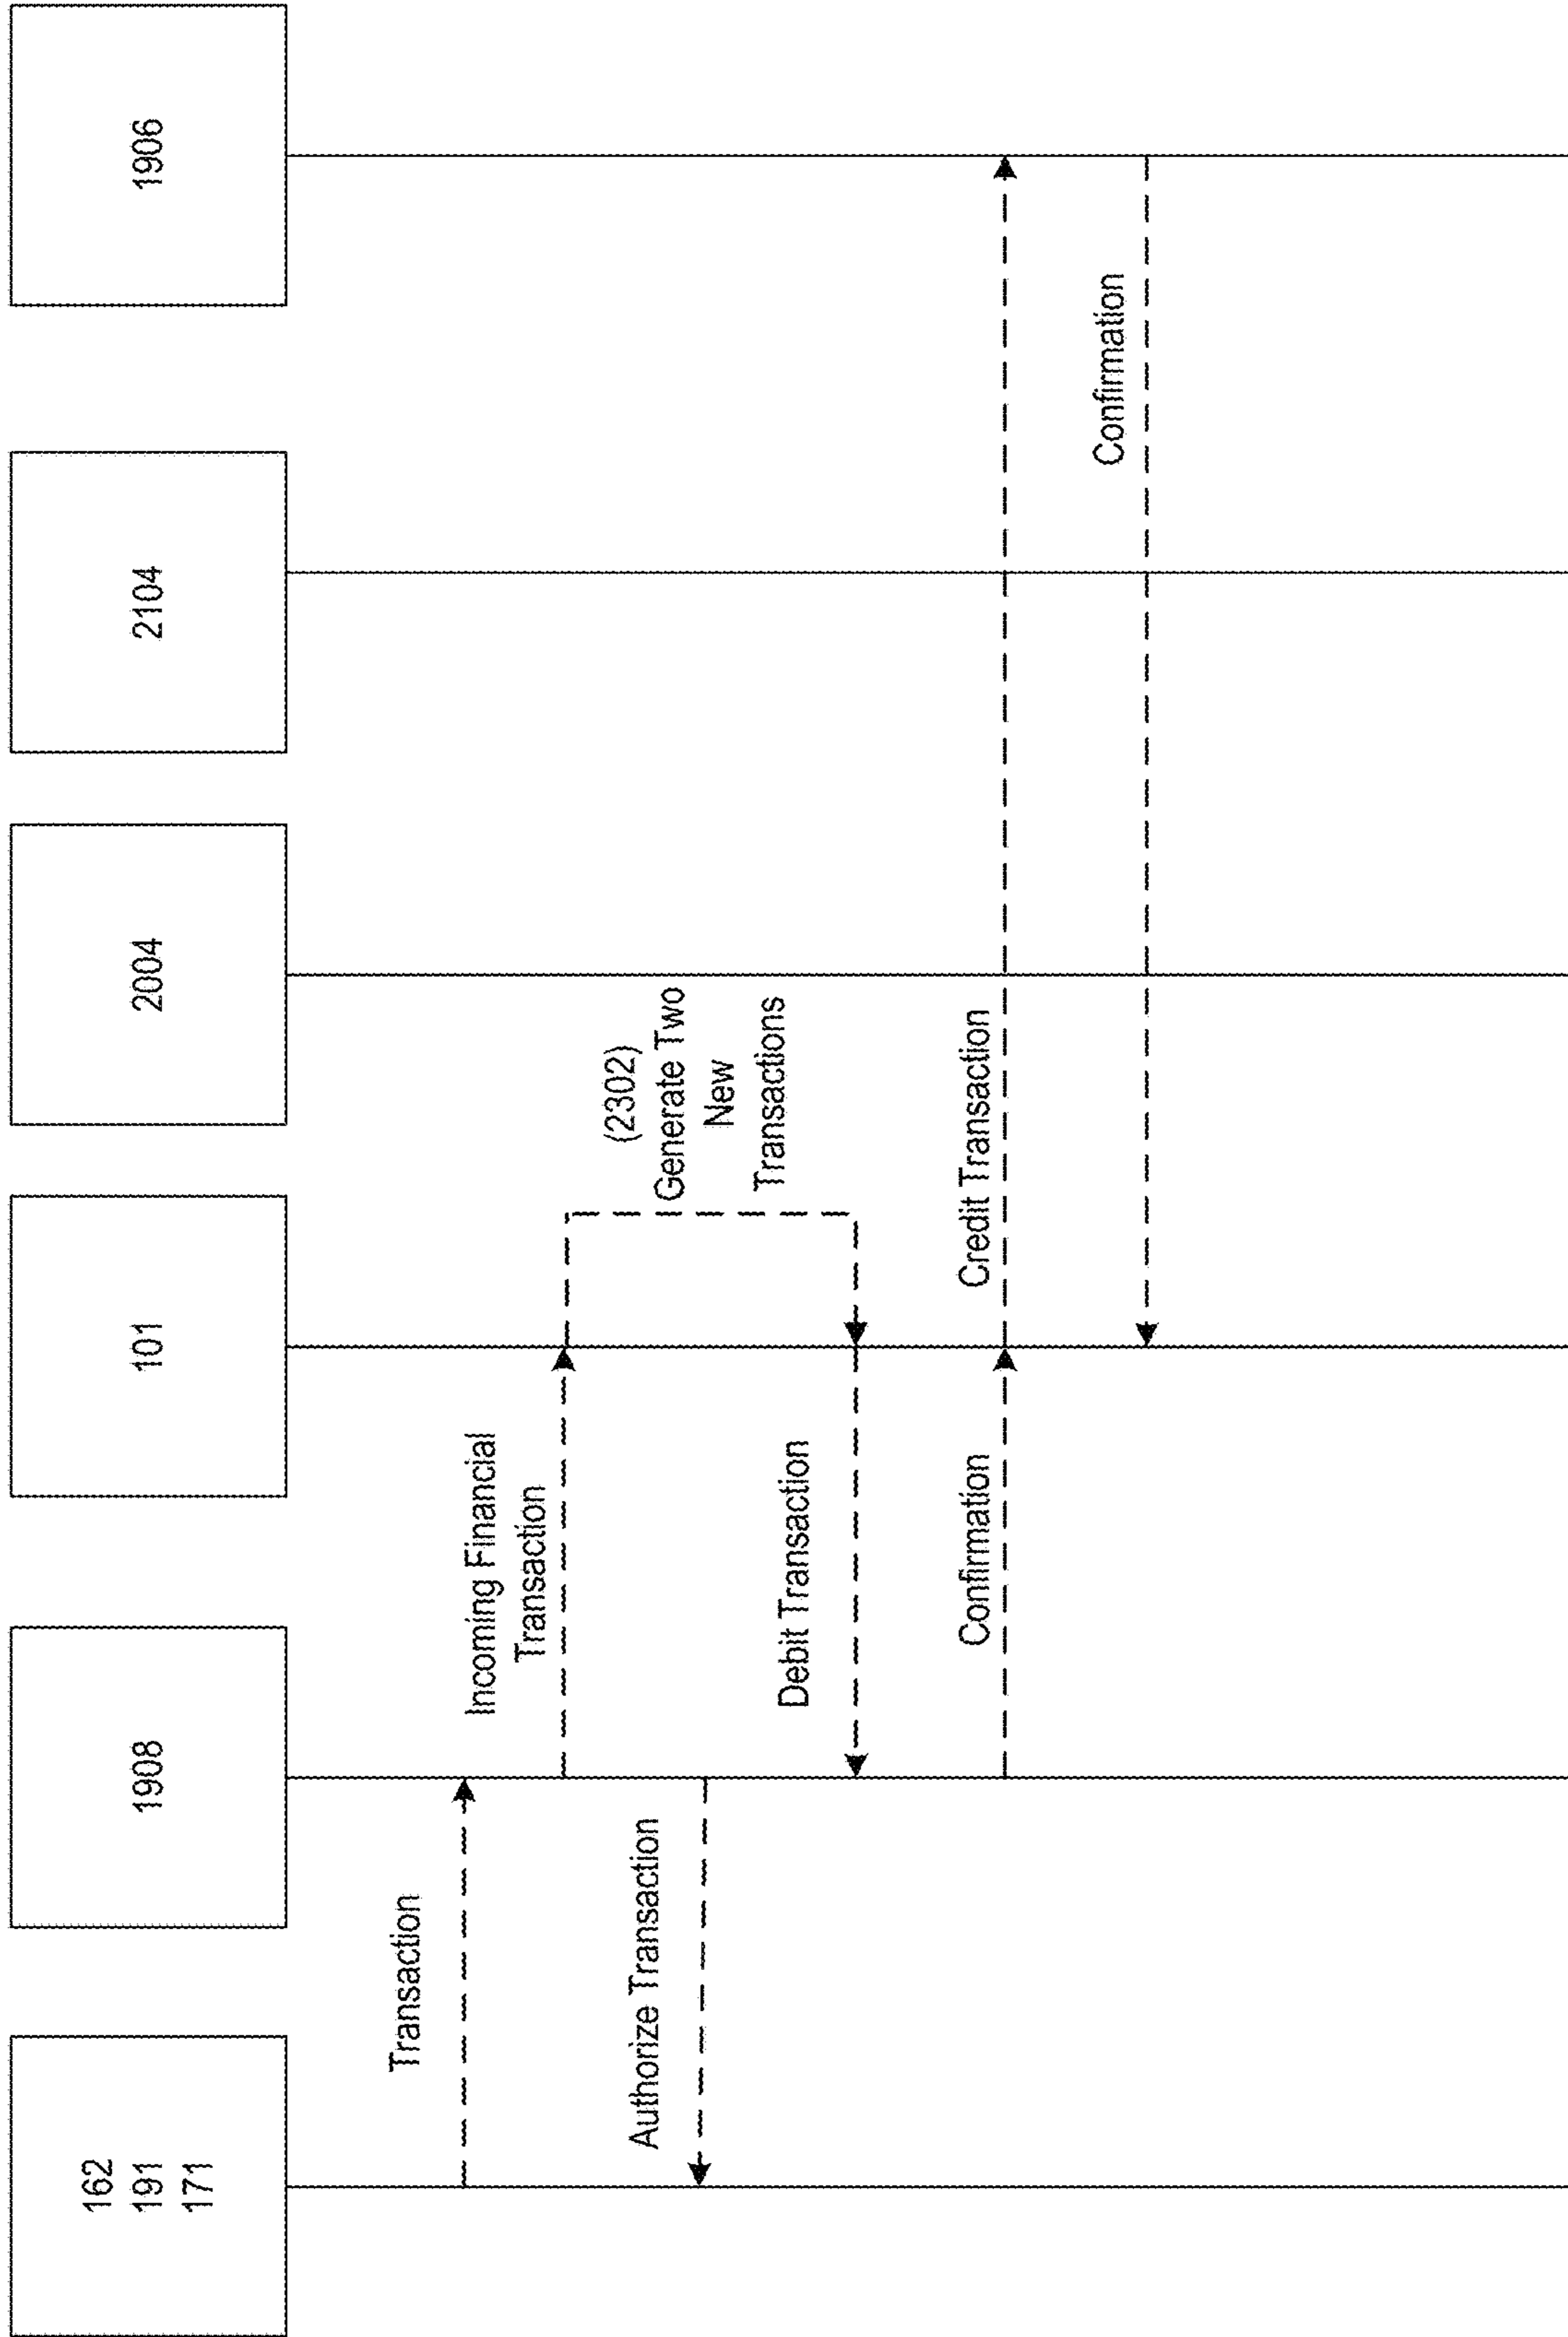 162
191
171
1908
101
2004
2104
1906
Transaction
Incoming Financial
Transaction
(2302)
Generate Two
New
Transactions
Authorize Transaction
Debit Transaction
Confirmation
Credit Transaction
Confirmation